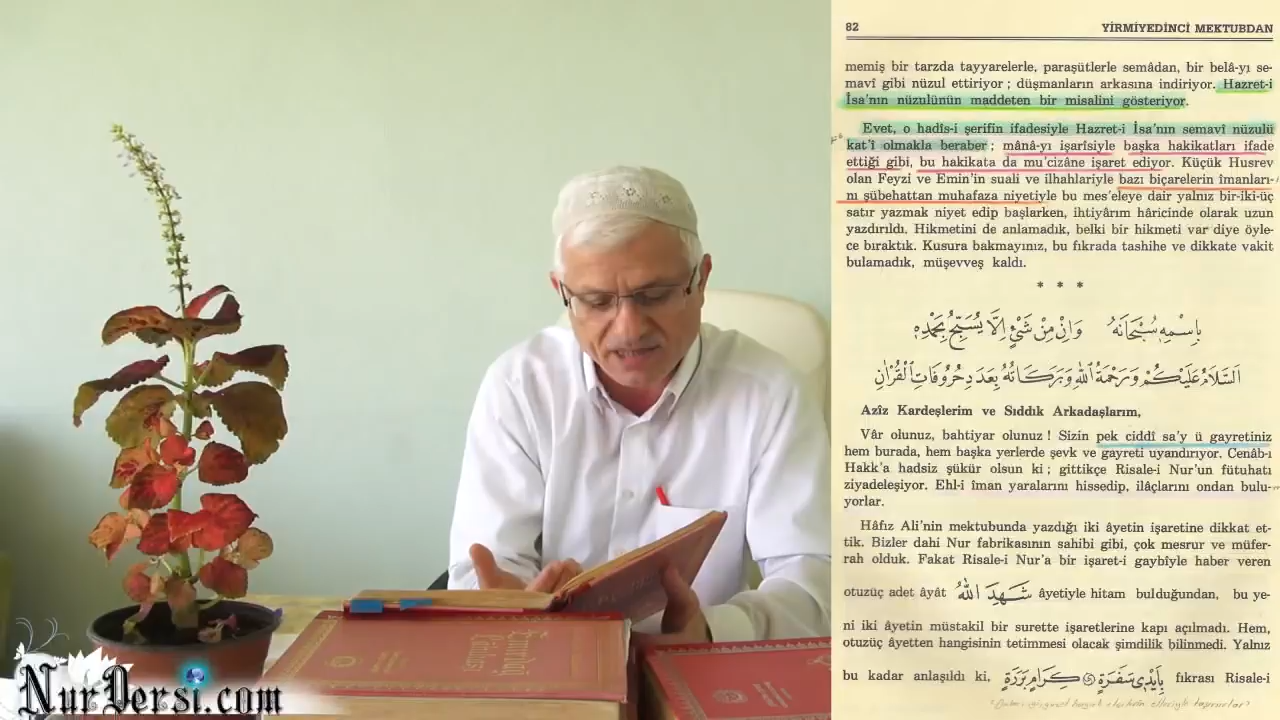 82
YİRMİYEDİNCİ MEKTUBDAN
memiş bir tarzda tayyarelerle, paraşütlerle semâdan, bir belâ-yı se-
mavî gibi nüzul ettiriyor ; düşmanların arkasına indiriyor. Hazret-i
İsa'nın nüzulünün maddeten bir misalini gösteriyor.
Evet, o hadîs-i şerifin ifadesiyle Hazret-i İsa'nın semavî nüzulü
kat'î olmakla beraber ; mânâ-yı işarîsiyle başka hakikatları ifade
ettiği gibi, bu hakikata da mu'cizâne işaret ediyor. Küçük Husrev
olan Feyzi ve Emin'in suali ve ilhahlariyle bazı biçarelerin îmanları-
nı şübehattan muhafaza niyetiyle bu mes'eleye dair yalnız bir-iki-üç
satır yazmak niyet edip başlarken, ihtiyârım hâricinde olarak uzun
yazdırıldı. Hikmetini de anlamadık, belki bir hikmeti var diye öyle-
ce bıraktık. Kusura bakmayınız, bu fıkrada tashihe ve dikkate vakit
bulamadık, müşevveş kaldı.
* * *
بِاسْمِهِ سُبْحَانَهُ وَاِنْ مِنْ شَيْءٍ اِلَّا يُسَبِّحُ بِحَمْدِهِ
اَلسَّلَامُ عَلَيْكُمْ وَرَحْمَةُ اللّٰهِ وَبَرَكَاتُهُ بِعَدَدِ حُرُوفَاتِ الْقُرْاٰنِ
Azîz Kardeşlerim ve Sıddık Arkadaşlarım,
Vâr olunuz, bahtiyar olunuz ! Sizin pek ciddî sa'y ü gayretiniz
hem burada, hem başka yerlerde şevk ve gayreti uyandırıyor. Cenâb-ı
Hakk'a hadsiz şükür olsun ki ; gittikçe Risale-i Nur'un fütuhatı
ziyadeleşiyor. Ehl-i îman yaralarını hissedip, ilâçlarını ondan bulu-
yorlar.
Hâfız Ali'nin mektubunda yazdığı iki âyetin işaretine dikkat et-
tik. Bizler dahi Nur fabrikasının sahibi gibi, çok mesrur ve müfer-
rah olduk. Fakat Risale-i Nur'a bir işaret-i gaybîyle haber veren
otuzüç adet âyât شَهِدَ اللّٰهُ âyetiyle hitam bulduğundan, bu ye-
ni iki âyetin müstakil bir surette işaretlerine kapı açılmadı. Hem,
otuzüç âyetten hangisinin tetimmesi olacak şimdilik bilinmedi. Yalnız
bu kadar anlaşıldı ki, بِاَيْدِى سَفَرَةٍ كِرَامٍ بَرَرَةٍ fıkrası Risale-i
NurDersi.com